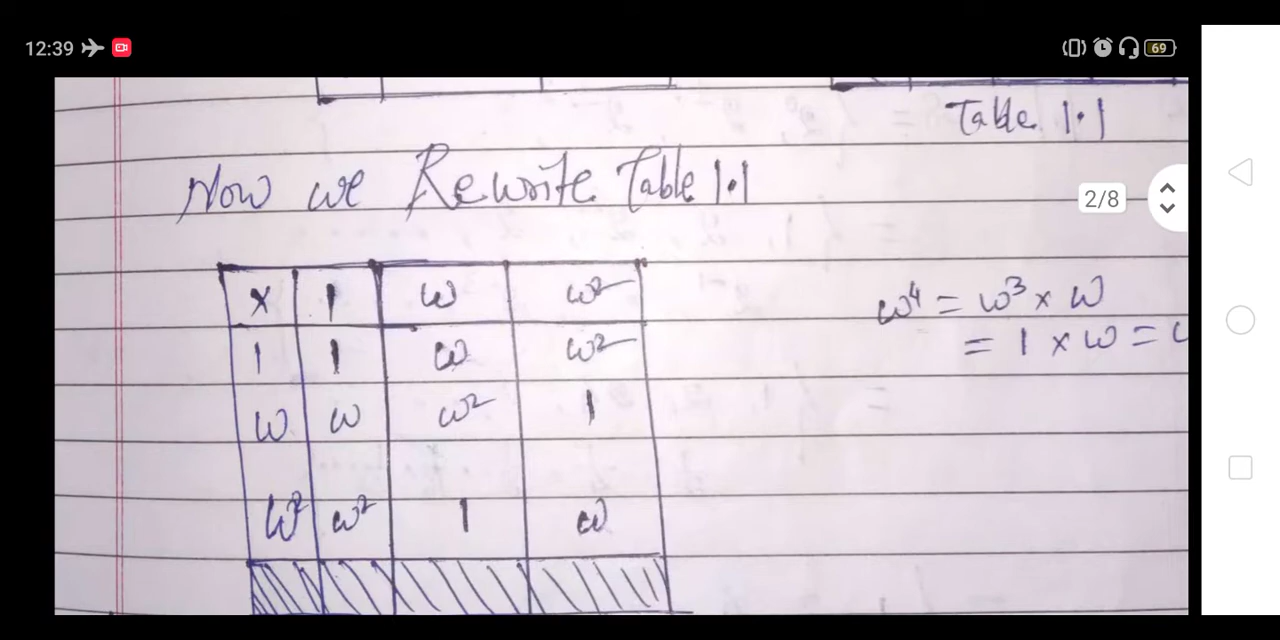 12:39
69
Table 1.1
Now we Rewrite Table 1.1
2/8
× 1 ω ω²
1 1 ω ω²
ω ω ω² 1
ω² ω² 1 ω
ω⁴ = ω³ × ω
= 1 × ω =